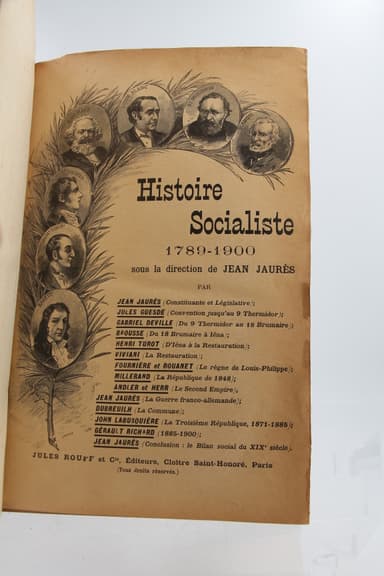 Histoire
Socialiste
1789-1900
sous la direction de JEAN JAURÈS
PAR
JEAN JAURÈS (Constituante et Législative);
JULES GUESDE (Convention jusqu'au 9 Thermidor);
GABRIEL DEVILLE (Du 9 Thermidor au 18 Brumaire);
BROUSSE (Du 18 Brumaire à Iéna);
HENRI TUROT (D'Iéna à la Restauration);
VIVIANI (La Restauration);
FOURNIÈRE et ROUANET (Le règne de Louis-Philippe);
MILLERAND (La République de 1848);
ANDLER et HERR (Le Second Empire);
JEAN JAURÈS (La Guerre franco-allemande);
DUBREUILH (La Commune);
JOHN LABUSQUIÈRE (La Troisième République, 1871-1885);
GÉRAULT RICHARD (1885-1900);
JEAN JAURÈS (Conclusion : le Bilan social du XIXe siècle).
JULES ROUFF et Cie, Éditeurs, Cloître Saint-Honoré, Paris
(Tous droits réservés.)